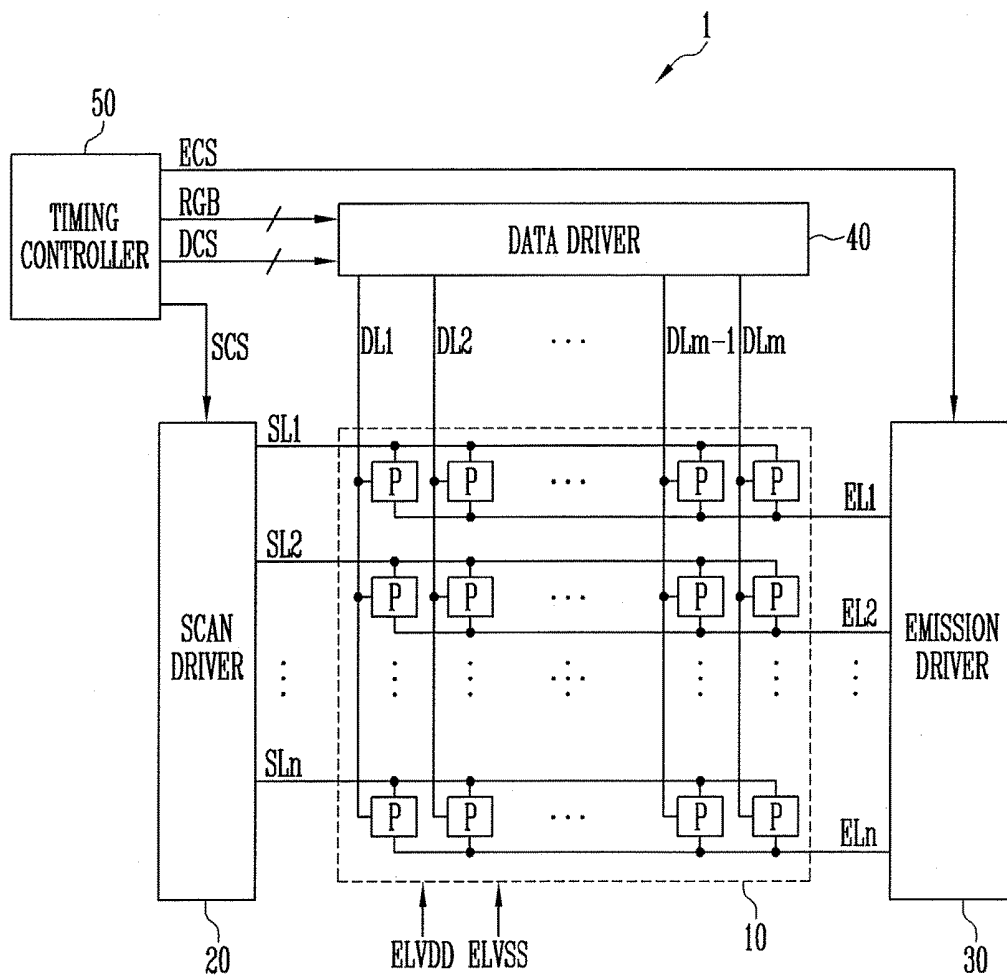 1
50
TIMING
CONTROLLER
ECS
RGB
DCS
SCS
DATA DRIVER
40
DL1 DL2 ... DLm-1 DLm
SCAN
DRIVER
SL1
P P ... P P
EL1
SL2
P P ... P P
EL2
SLn
P P ... P P
ELn
EMISSION
DRIVER
20
ELVDD ELVSS
10
30